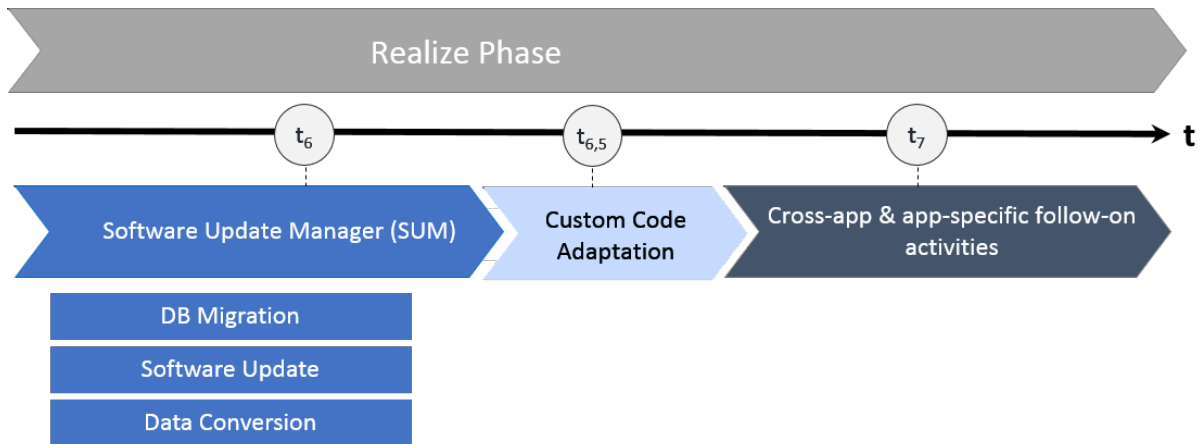 Realize Phase
t6
t6,5
t7
t
Software Update Manager (SUM)
Custom Code
Adaptation
Cross-app & app-specific follow-on
activities
DB Migration
Software Update
Data Conversion